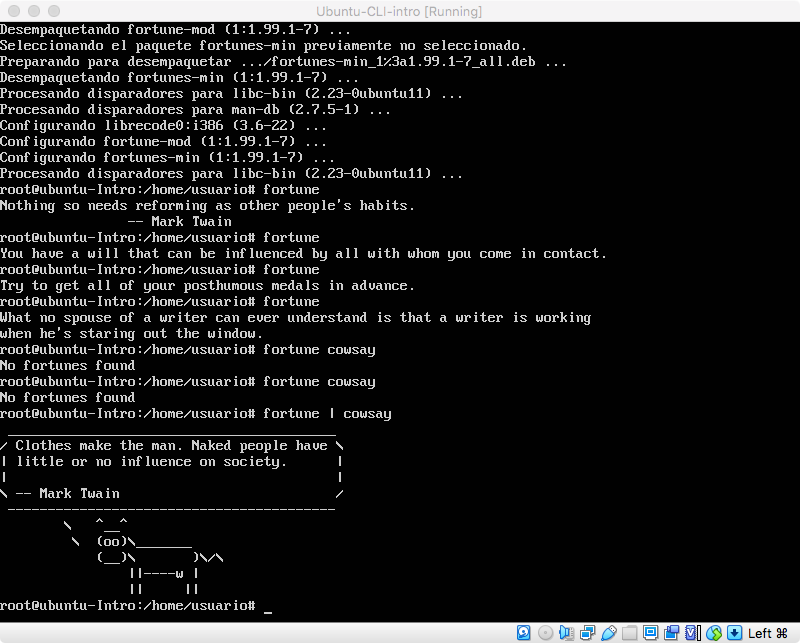 Ubuntu-CLI-intro [Running]
Desempaquetando fortune-mod (1:1.99.1-7) ...
Seleccionando el paquete fortunes-min previamente no seleccionado.
Preparando para desempaquetar .../fortunes-min_1%3a1.99.1-7_all.deb ...
Desempaquetando fortunes-min (1:1.99.1-7) ...
Procesando disparadores para libc-bin (2.23-0ubuntu11) ...
Procesando disparadores para man-db (2.7.5-1) ...
Configurando librecode0:i386 (3.6-22) ...
Configurando fortune-mod (1:1.99.1-7) ...
Configurando fortunes-min (1:1.99.1-7) ...
Procesando disparadores para libc-bin (2.23-0ubuntu11) ...
root@ubuntu-Intro:/home/usuario# fortune
Nothing so needs reforming as other people's habits.
                -- Mark Twain
root@ubuntu-Intro:/home/usuario# fortune
You have a will that can be influenced by all with whom you come in contact.
root@ubuntu-Intro:/home/usuario# fortune
Try to get all of your posthumous medals in advance.
root@ubuntu-Intro:/home/usuario# fortune
What no spouse of a writer can ever understand is that a writer is working
when he's staring out the window.
root@ubuntu-Intro:/home/usuario# fortune cowsay
No fortunes found
root@ubuntu-Intro:/home/usuario# fortune cowsay
No fortunes found
root@ubuntu-Intro:/home/usuario# fortune | cowsay
 _________________________________________
/ Clothes make the man. Naked people have \
| little or no influence on society.      |
|                                         |
\ -- Mark Twain                           /
 -----------------------------------------
        \   ^__^
         \  (oo)\_______
            (__)\       )\/\
                ||----w |
                ||     ||
root@ubuntu-Intro:/home/usuario# _
Left ⌘